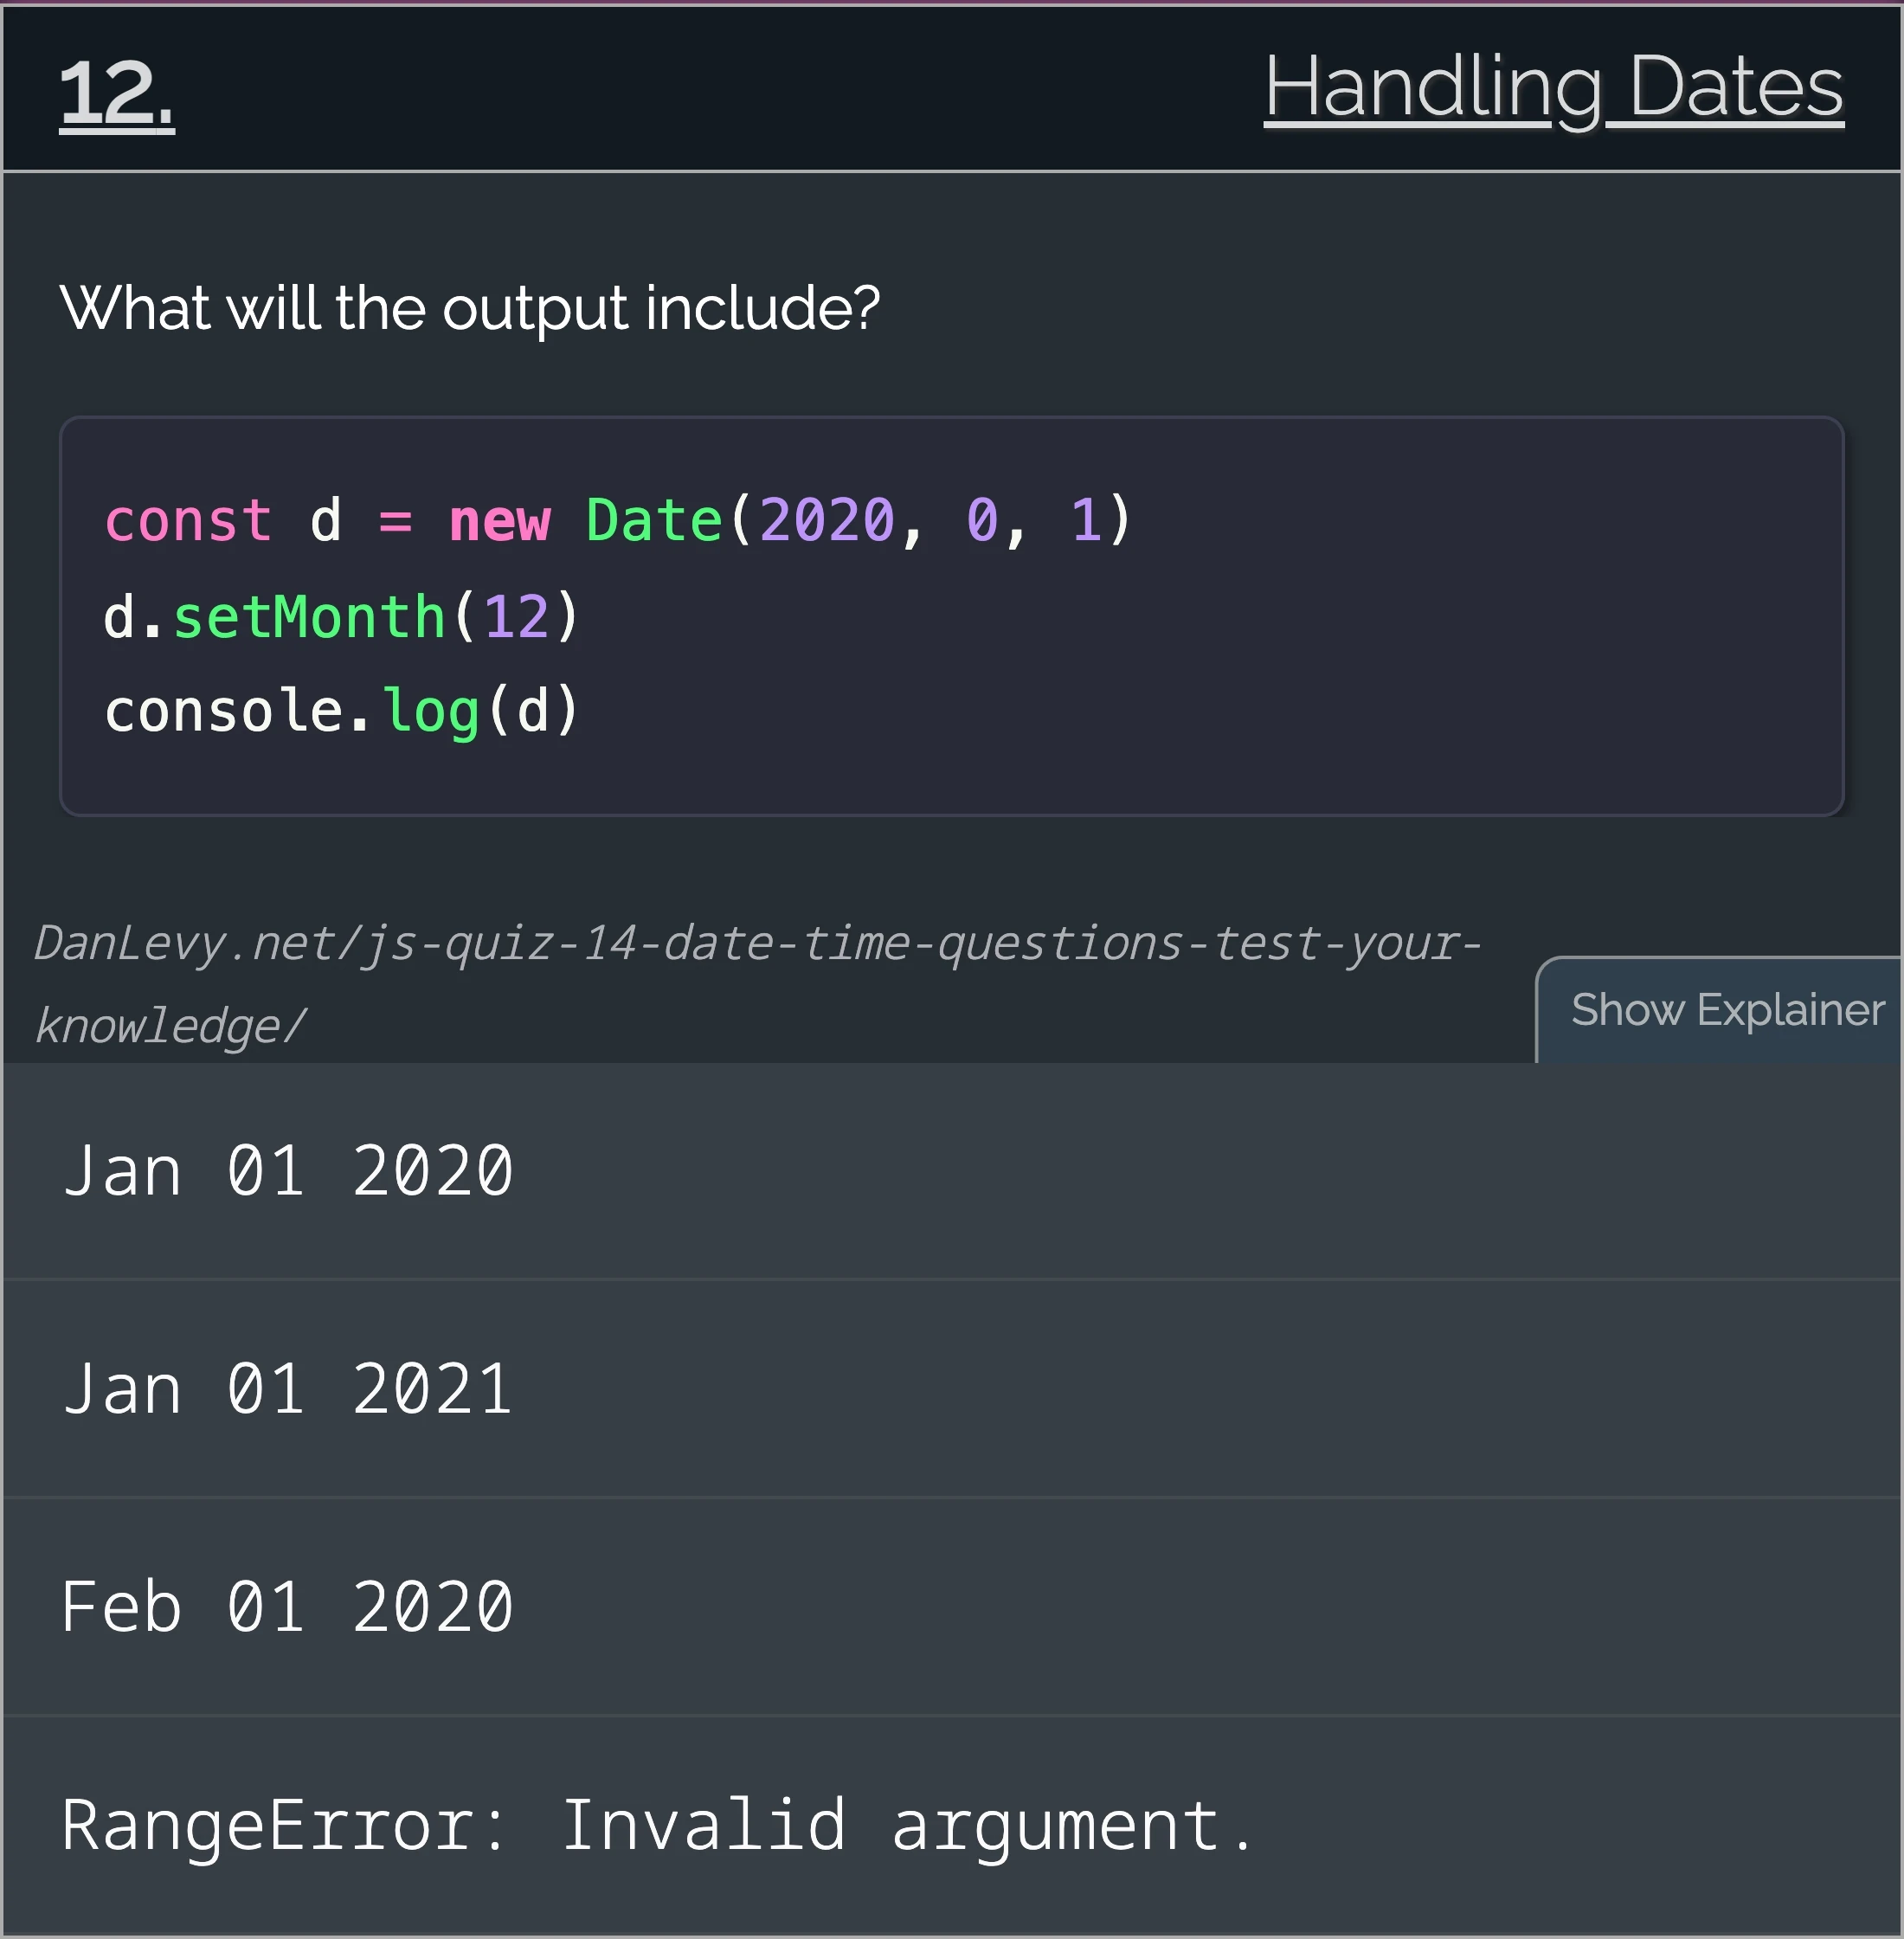 12.
Handling Dates
What will the output include?
const d = new Date(2020, 0, 1)
d.setMonth(12)
console.log(d)
DanLevy.net/js-quiz-14-date-time-questions-test-your-
knowledge/
Show Explainer
Jan 01 2020
Jan 01 2021
Feb 01 2020
RangeError: Invalid argument.